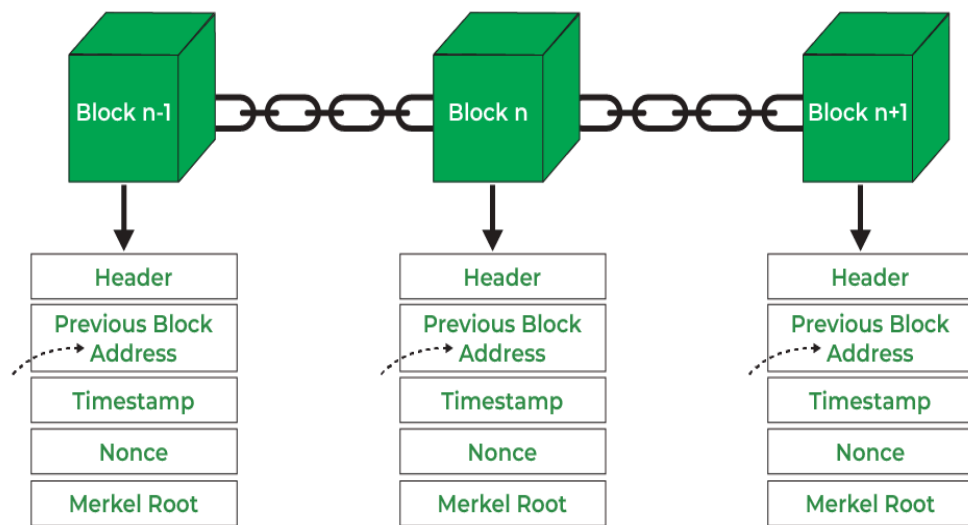 Block n-1
Block n
Block n+1
Header
Previous Block
Address
Timestamp
Nonce
Merkel Root
Header
Previous Block
Address
Timestamp
Nonce
Merkel Root
Header
Previous Block
Address
Timestamp
Nonce
Merkel Root